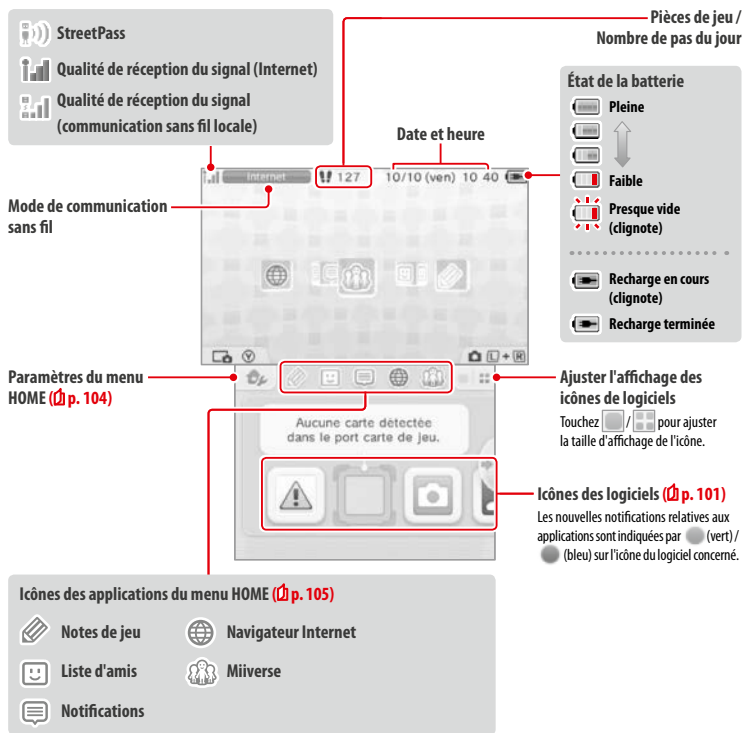 StreetPass
Qualité de réception du signal (Internet)
Qualité de réception du signal
(communication sans fil locale)
Pièces de jeu /
Nombre de pas du jour
État de la batterie
Pleine
Faible
Presque vide
(clignote)
Recharge en cours
(clignote)
Recharge terminée
Date et heure
Internet
127
10/10 (ven) 10 40
Mode de communication
sans fil
Y
L + R
Paramètres du menu
HOME (p. 104)
Aucune carte détectée
dans le port carte de jeu.
Ajuster l'affichage des
icônes de logiciels
Touchez / pour ajuster
la taille d'affichage de l'icône.
Icônes des logiciels (p. 101)
Les nouvelles notifications relatives aux
applications sont indiquées par (vert) /
(bleu) sur l'icône du logiciel concerné.
Icônes des applications du menu HOME (p. 105)
Notes de jeu
Navigateur Internet
Liste d'amis
Miiverse
Notifications